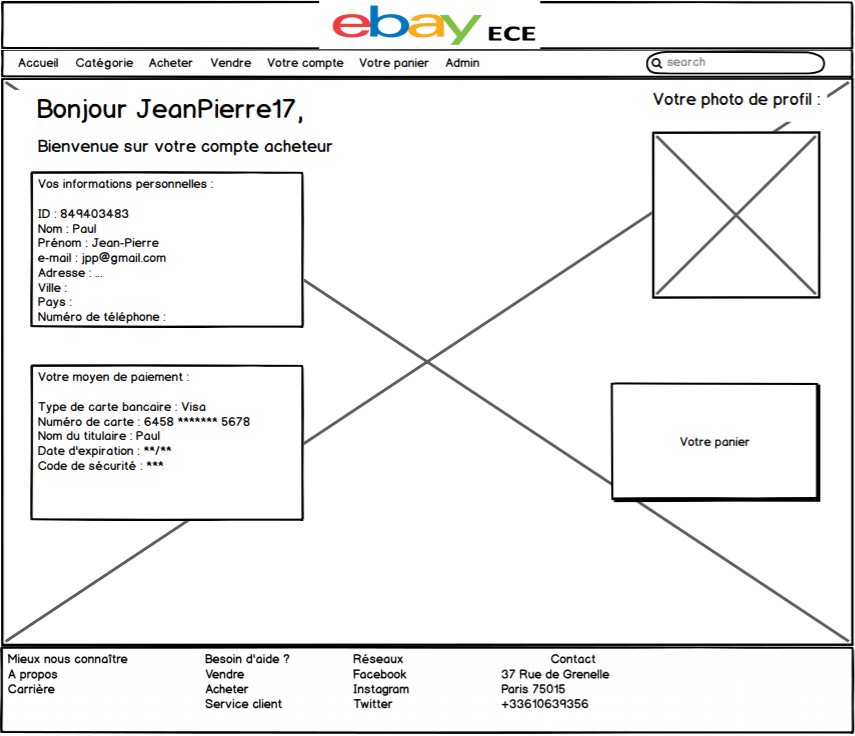 ebay ECE
Accueil Catégorie Acheter Vendre Votre compte Votre panier Admin search
Bonjour JeanPierre17,
Votre photo de profil :
Bienvenue sur votre compte acheteur
Vos informations personnelles :
ID : 849403483
Nom : Paul
Prénom : Jean-Pierre
e-mail : jpp@gmail.com
Adresse : ...
Ville :
Pays :
Numéro de téléphone :
Votre moyen de paiement :
Type de carte bancaire : Visa
Numéro de carte : 6458 ******* 5678
Nom du titulaire : Paul
Date d'expiration : **/**
Code de sécurité : ***
Votre panier
Mieux nous connaître
A propos
Carrière
Besoin d'aide ?
Vendre
Acheter
Service client
Réseaux
Facebook
Instagram
Twitter
Contact
37 Rue de Grenelle
Paris 75015
+33610639356